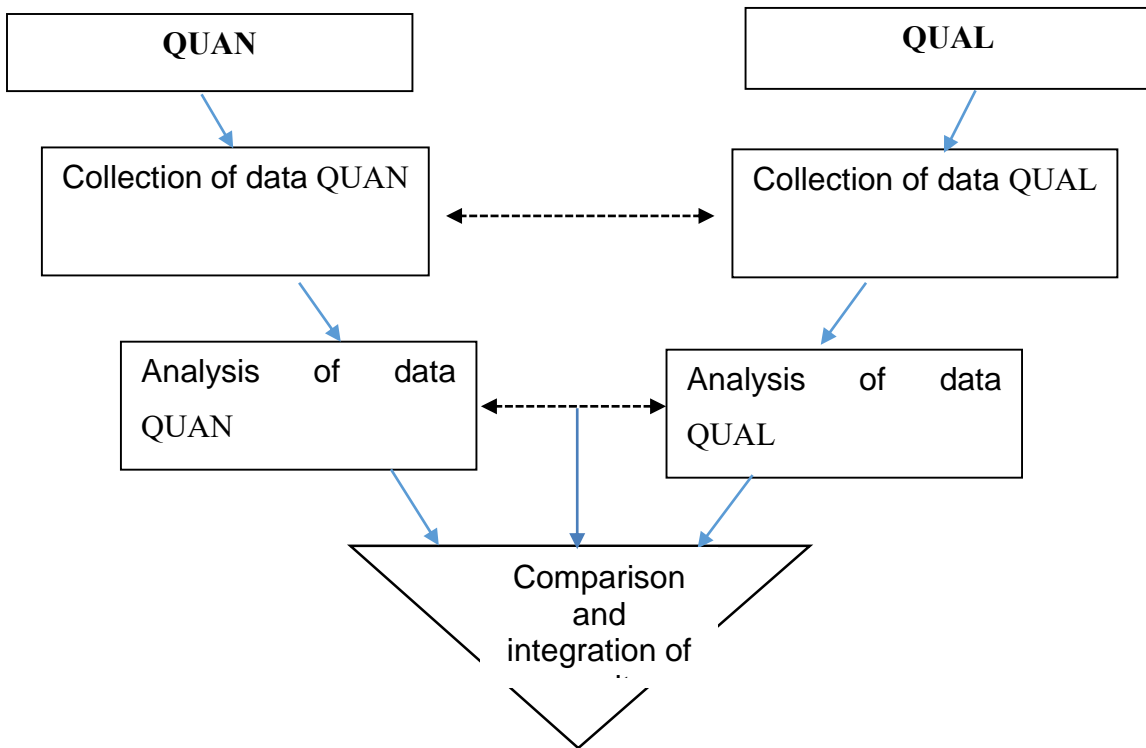 QUAN
QUAL
Collection of data QUAN
Collection of data QUAL
Analysis of data
QUAN
Analysis of data
QUAL
Comparison
and
integration of